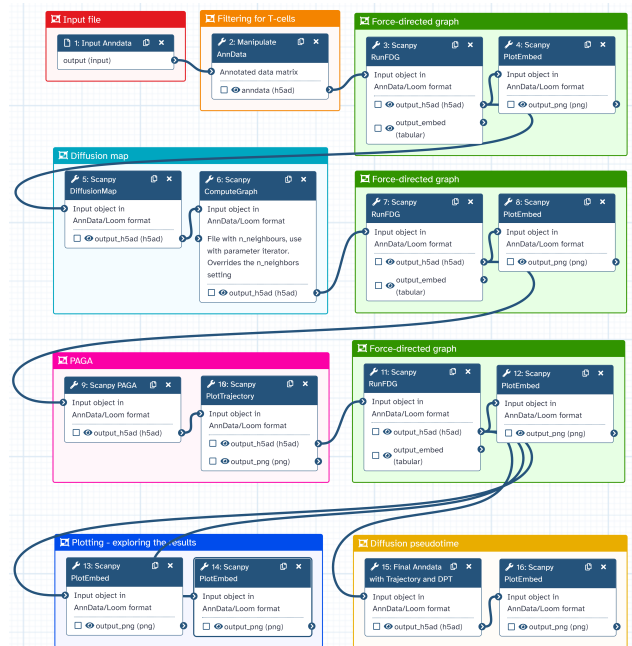 Input file
1: Input Anndata
output (input)
Filtering for T-cells
2: Manipulate
AnnData
Annotated data matrix
anndata (h5ad)
Force-directed graph
3: Scanpy
RunFDG
Input object in
AnnData/Loom format
output_h5ad (h5ad)
output_embed
(tabular)
4: Scanpy
PlotEmbed
Input object in
AnnData/Loom format
output_png (png)
Diffusion map
5: Scanpy
DiffusionMap
Input object in
AnnData/Loom format
output_h5ad (h5ad)
6: Scanpy
ComputeGraph
Input object in
AnnData/Loom format
File with n_neighbours, use
with parameter iterator.
Overrides the n_neighbors
setting
output_h5ad (h5ad)
Force-directed graph
7: Scanpy
RunFDG
Input object in
AnnData/Loom format
output_h5ad (h5ad)
output_embed
(tabular)
8: Scanpy
PlotEmbed
Input object in
AnnData/Loom format
output_png (png)
PAGA
9: Scanpy PAGA
Input object in
AnnData/Loom format
output_h5ad (h5ad)
10: Scanpy
PlotTrajectory
Input object in
AnnData/Loom format
output_h5ad (h5ad)
output_png (png)
Force-directed graph
11: Scanpy
RunFDG
Input object in
AnnData/Loom format
output_h5ad (h5ad)
output_embed
(tabular)
12: Scanpy
PlotEmbed
Input object in
AnnData/Loom format
output_png (png)
Plotting - exploring the results
13: Scanpy
PlotEmbed
Input object in
AnnData/Loom format
output_png (png)
14: Scanpy
PlotEmbed
Input object in
AnnData/Loom format
output_png (png)
Diffusion pseudotime
15: Final Anndata
with Trajectory and DPT
Input object in
AnnData/Loom format
output_h5ad (h5ad)
16: Scanpy
PlotEmbed
Input object in
AnnData/Loom format
output_png (png)